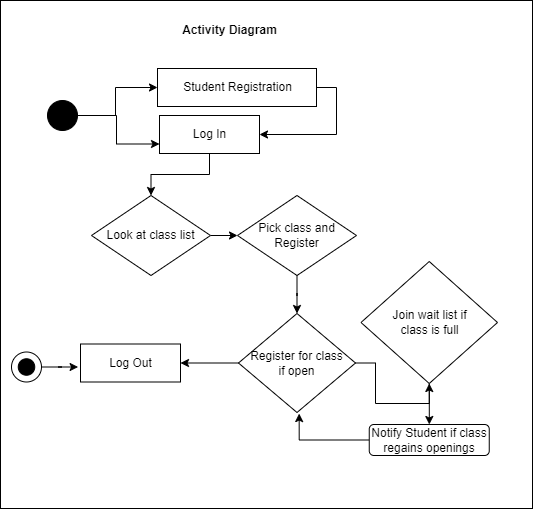 Activity Diagram
Student Registration
Log In
Look at class list
Pick class and
Register
Join wait list if
class is full
Register for class
if open
Log Out
Notify Student if class
regains openings